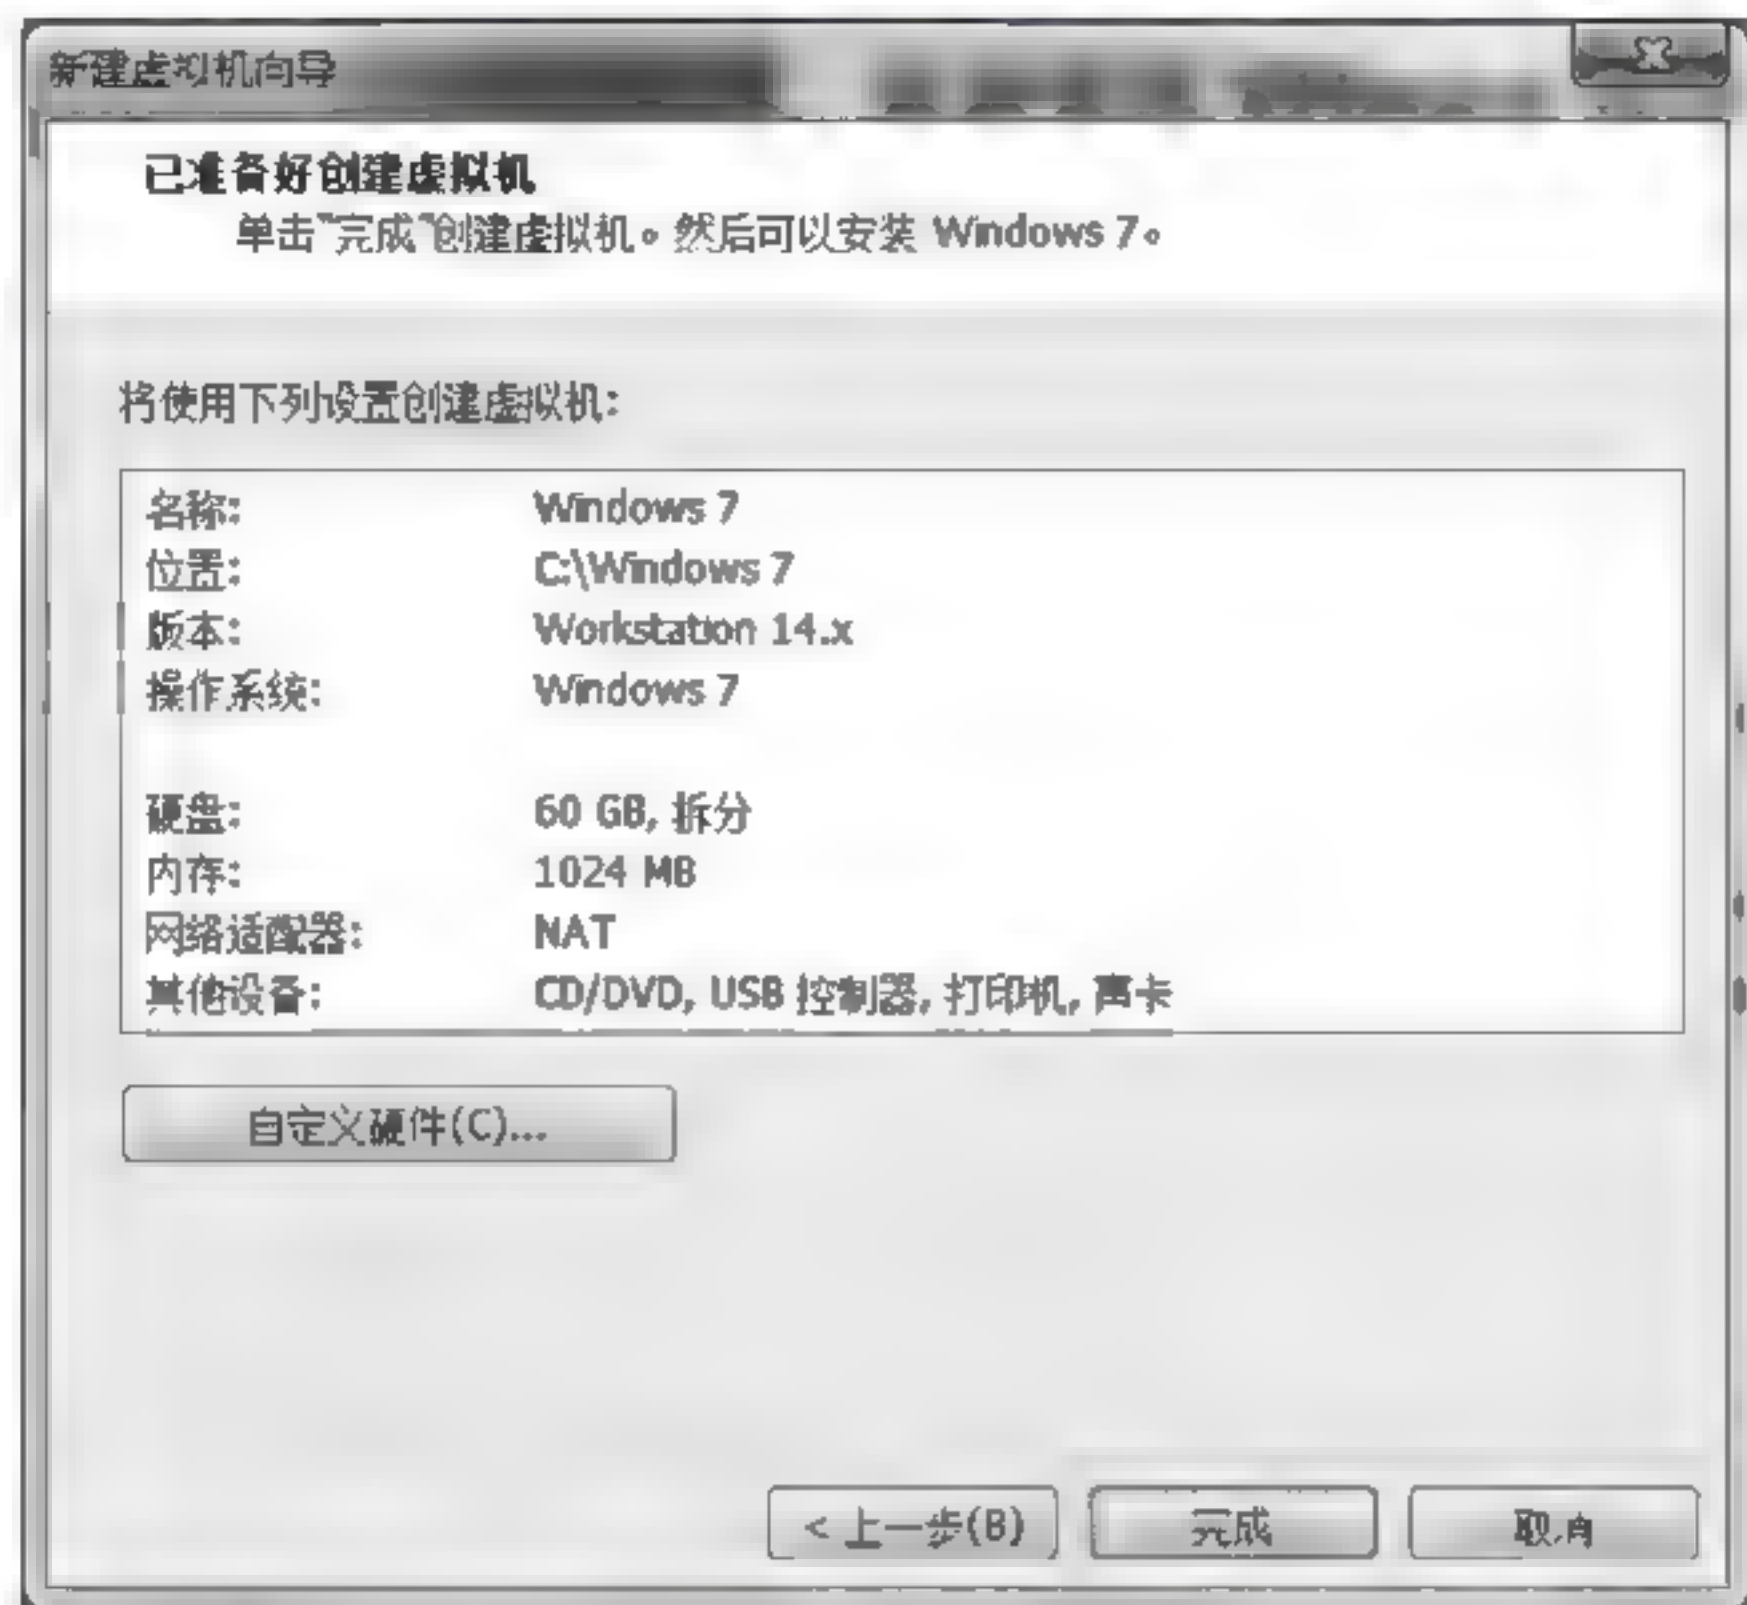 新建虚拟机向导
已准备好创建虚拟机
单击"完成"创建虚拟机。然后可以安装 Windows 7。
将使用下列设置创建虚拟机:
名称: Windows 7
位置: C:\Windows 7
版本: Workstation 14.x
操作系统: Windows 7
硬盘: 60 GB, 拆分
内存: 1024 MB
网络适配器: NAT
其他设备: CD/DVD, USB 控制器, 打印机, 声卡
自定义硬件(C)...
< 上一步(B) 完成 取消